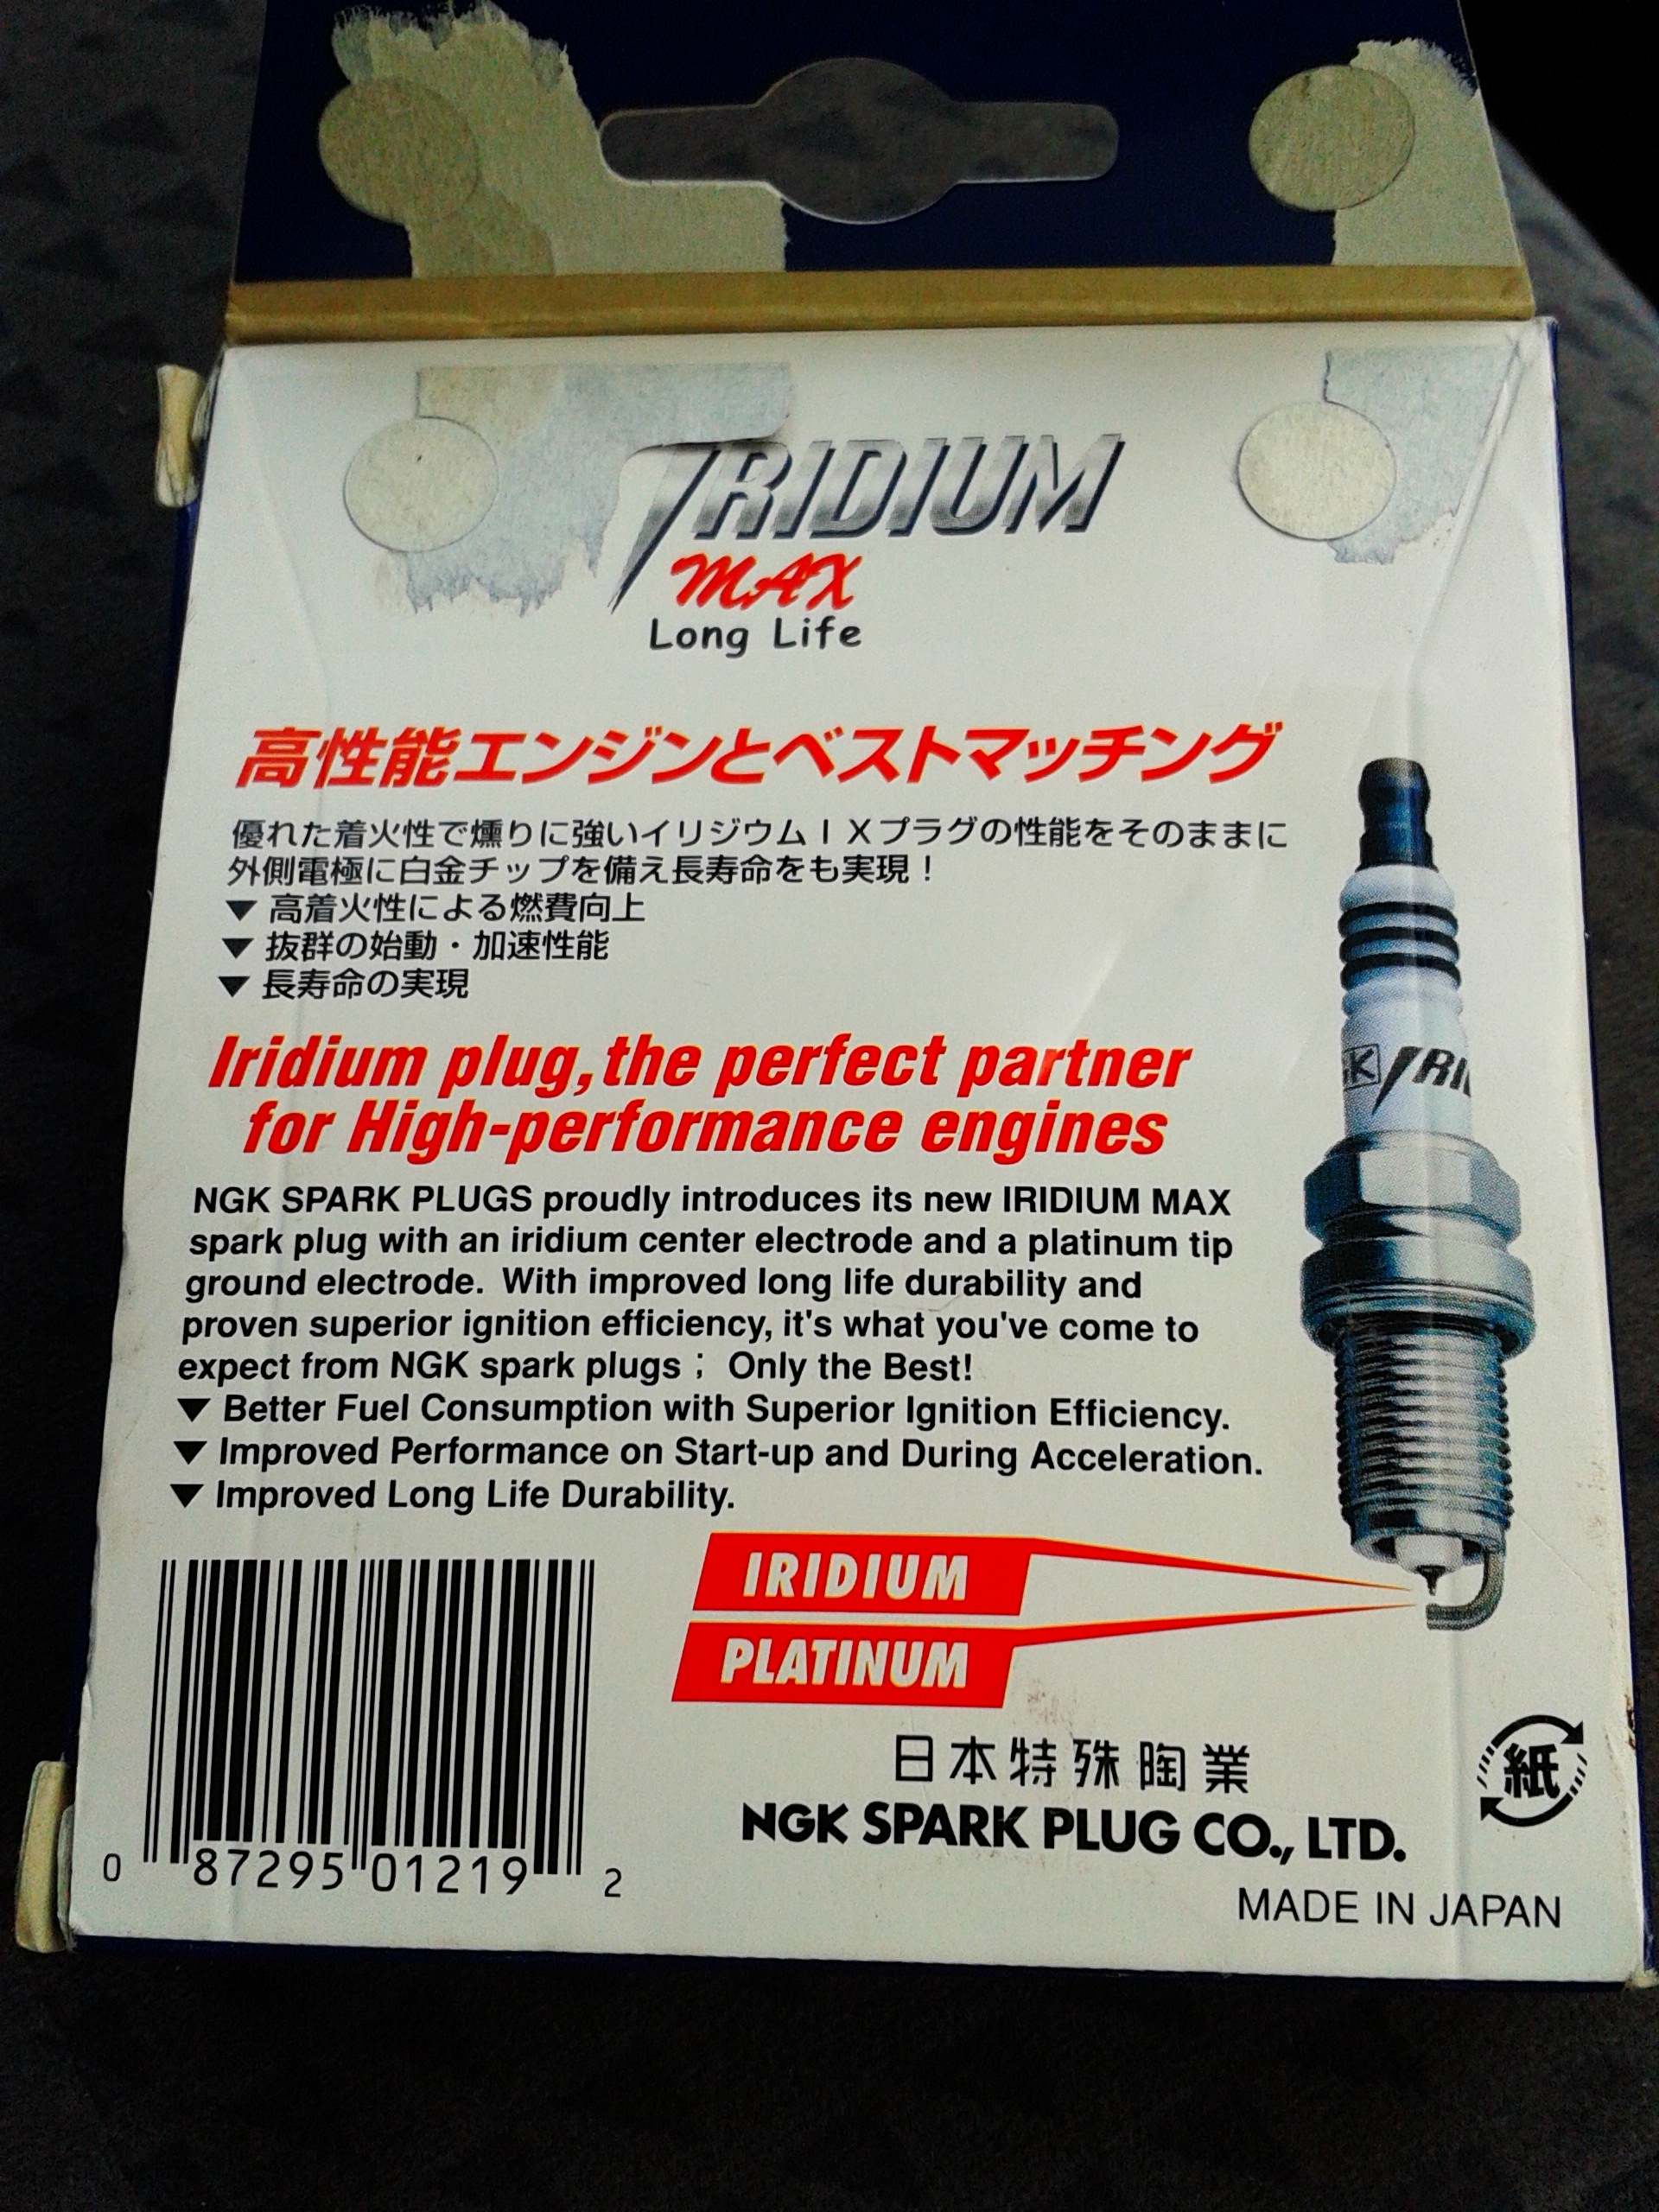 IRIDIUM
MAX
Long Life
高性能エンジンとベストマッチング
優れた着火性で燻りに強いイリジウムIXプラグの性能をそのままに
外側電極に白金チップを備え長寿命をも実現！
▼ 高着火性による燃費向上
▼ 抜群の始動・加速性能
▼ 長寿命の実現
Iridium plug,the perfect partner
for High-performance engines
NGK SPARK PLUGS proudly introduces its new IRIDIUM MAX
spark plug with an iridium center electrode and a platinum tip
ground electrode. With improved long life durability and
proven superior ignition efficiency, it's what you've come to
expect from NGK spark plugs ; Only the Best!
▼ Better Fuel Consumption with Superior Ignition Efficiency.
▼ Improved Performance on Start-up and During Acceleration.
▼ Improved Long Life Durability.
GK IRI
IRIDIUM
PLATINUM
日本特殊陶業
NGK SPARK PLUG CO., LTD.
紙
MADE IN JAPAN
0 87295 01219 2